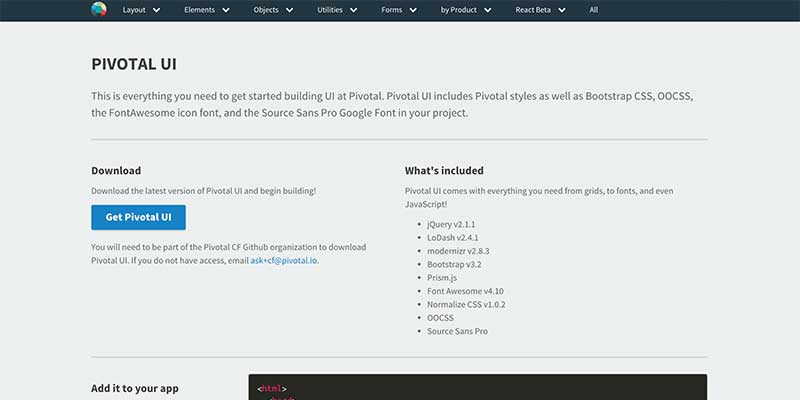 Layout Elements Objects Utilities Forms by Product React Beta All
PIVOTAL UI
This is everything you need to get started building UI at Pivotal. Pivotal UI includes Pivotal styles as well as Bootstrap CSS, OOCSS,
the FontAwesome icon font, and the Source Sans Pro Google Font in your project.
Download
Download the latest version of Pivotal UI and begin building!
Get Pivotal UI
You will need to be part of the Pivotal CF Github organization to download
Pivotal UI. If you do not have access, email ask+cf@pivotal.io.
What's included
Pivotal UI comes with everything you need from grids, to fonts, and even
JavaScript!
• jQuery v2.1.1
• LoDash v2.4.1
• modernizr v2.8.3
• Bootstrap v3.2
• Prism.js
• Font Awesome v4.10
• Normalize CSS v1.0.2
• OOCSS
• Source Sans Pro
Add it to your app
<html>